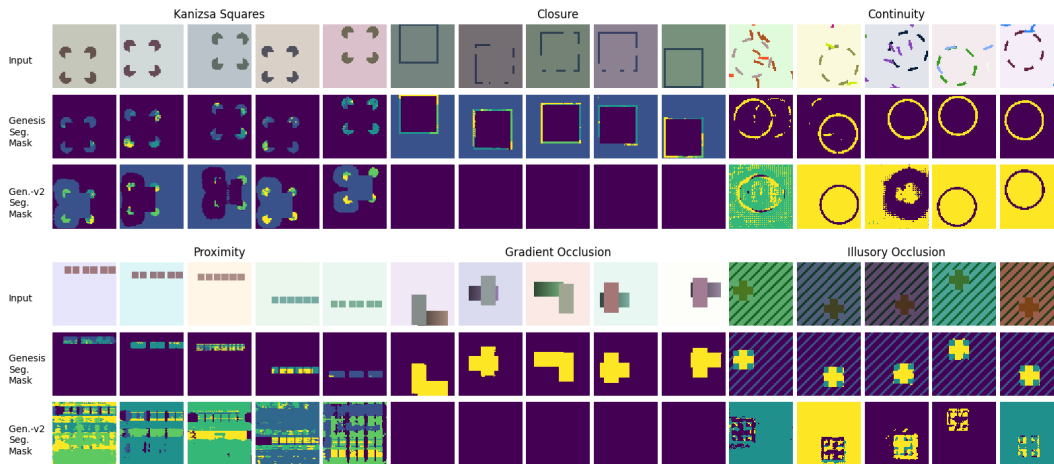 Kanizsa Squares
Closure
Continuity
Input
Genesis
Seg.
Mask
Gen.-v2
Seg.
Mask
Proximity
Gradient Occlusion
Illusory Occlusion
Input
Genesis
Seg.
Mask
Gen.-v2
Seg.
Mask